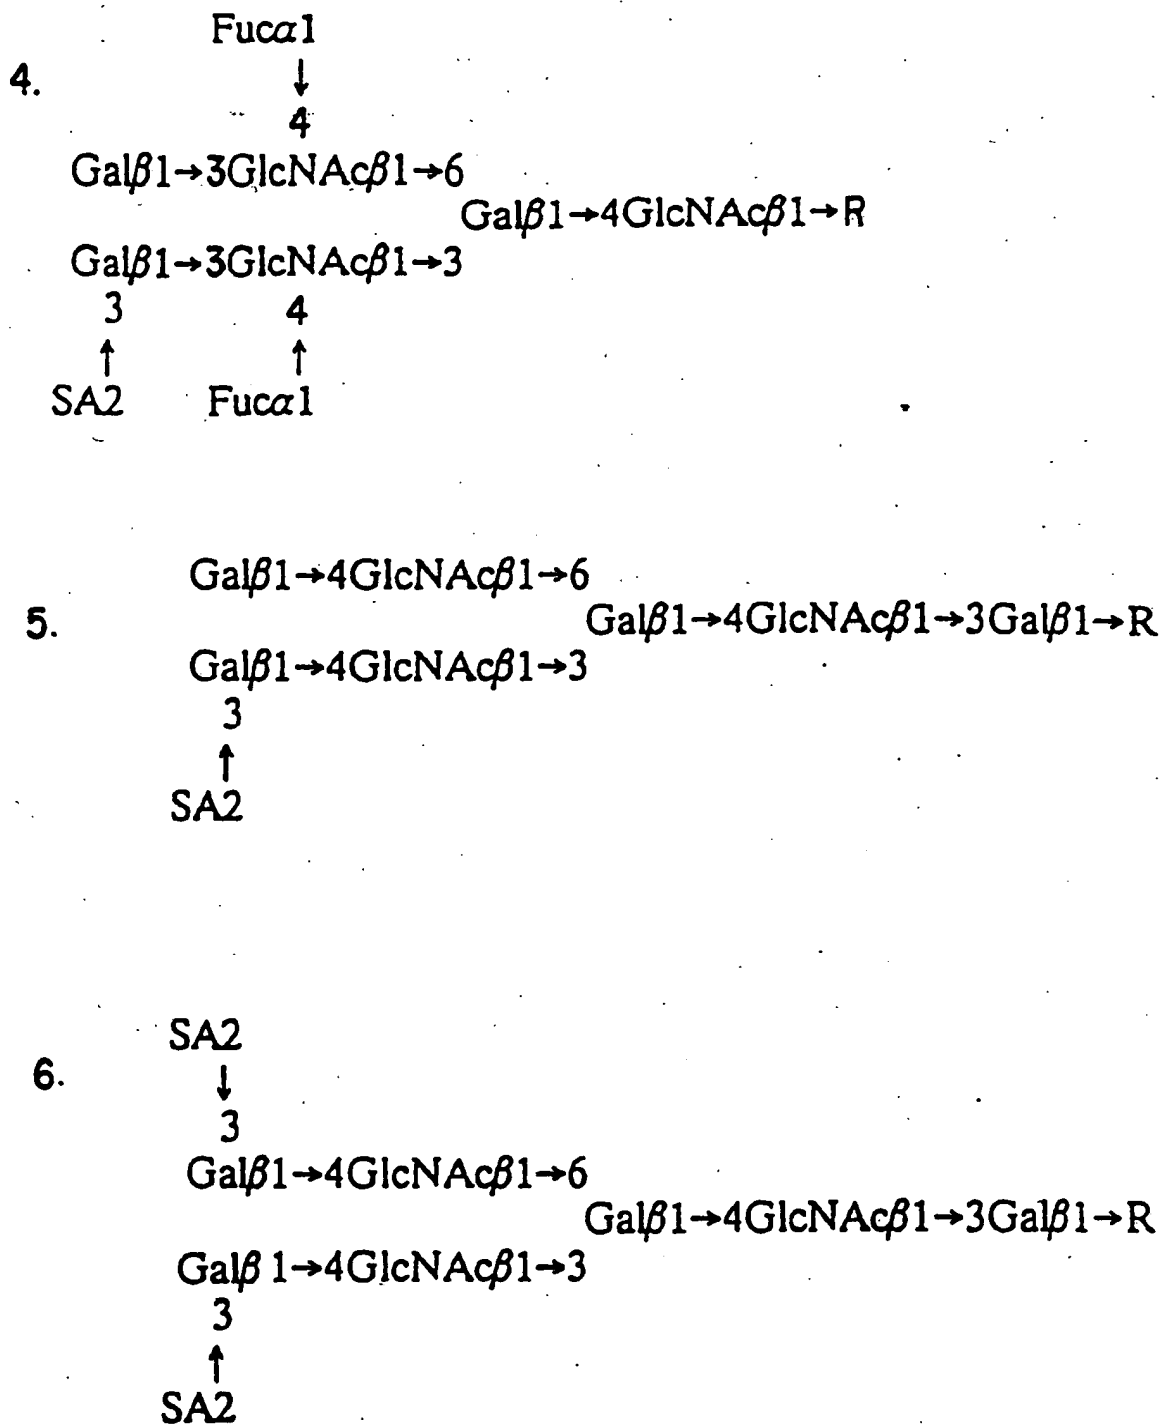 Fucα1
4.
↓
4
Galβ1→3GlcNAcβ1→6
Galβ1→4GlcNAcβ1→R
Galβ1→3GlcNAcβ1→3
3 4
↑ ↑
SA2 Fucα1
Galβ1→4GlcNAcβ1→6
5.
Galβ1→4GlcNAcβ1→3Galβ1→R
Galβ1→4GlcNAcβ1→3
3
↑
SA2
SA2
6.
↓
3
Galβ1→4GlcNAcβ1→6
Galβ1→4GlcNAcβ1→3Galβ1→R
Galβ 1→4GlcNAcβ1→3
3
↑
SA2